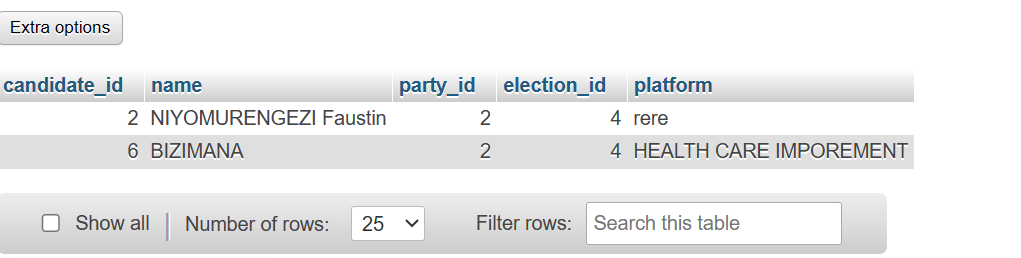 Extra options
candidate_id name party_id election_id platform
2 NIYOMURENGEZI Faustin 2 4 rere
6 BIZIMANA 2 4 HEALTH CARE IMPOREMENT
Show all Number of rows: 25 Filter rows: Search this table